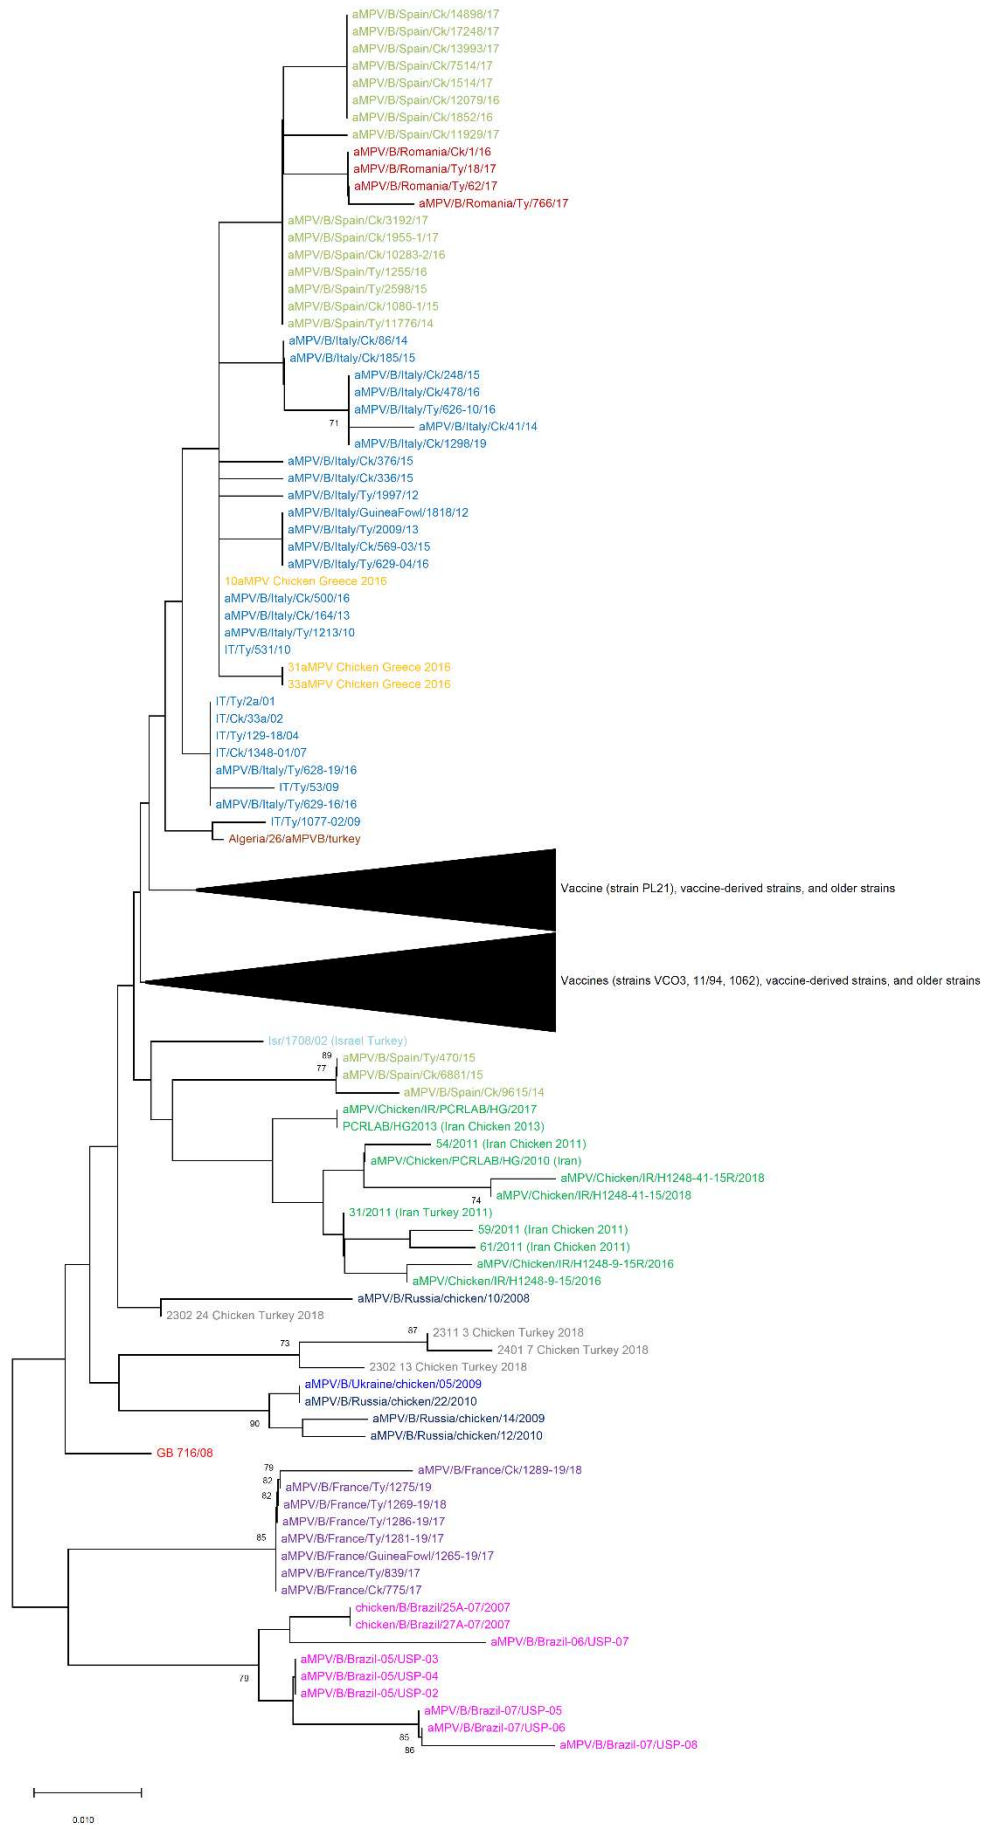 aMPV/B/Spain/Ck/14898/17
aMPV/B/Spain/Ck/17248/17
aMPV/B/Spain/Ck/13993/17
aMPV/B/Spain/Ck/7514/17
aMPV/B/Spain/Ck/1514/17
aMPV/B/Spain/Ck/12079/16
aMPV/B/Spain/Ck/1852/16
aMPV/B/Spain/Ck/11929/17
aMPV/B/Romania/Ck/1/16
aMPV/B/Romania/Ty/18/17
aMPV/B/Romania/Ty/62/17
aMPV/B/Romania/Ty/766/17
aMPV/B/Spain/Ck/3192/17
aMPV/B/Spain/Ck/1955-1/17
aMPV/B/Spain/Ck/10283-2/16
aMPV/B/Spain/Ty/1255/16
aMPV/B/Spain/Ty/2598/15
aMPV/B/Spain/Ck/1080-1/15
aMPV/B/Spain/Ty/11776/14
aMPV/B/Italy/Ck/86/14
aMPV/B/Italy/Ck/185/15
aMPV/B/Italy/Ck/248/15
aMPV/B/Italy/Ck/478/16
aMPV/B/Italy/Ty/626-10/16
71
aMPV/B/Italy/Ck/41/14
aMPV/B/Italy/Ck/1298/19
aMPV/B/Italy/Ck/376/15
aMPV/B/Italy/Ck/336/15
aMPV/B/Italy/Ty/1997/12
aMPV/B/Italy/GuineaFowl/1818/12
aMPV/B/Italy/Ty/2009/13
aMPV/B/Italy/Ck/569-03/15
aMPV/B/Italy/Ty/629-04/16
10aMPV Chicken Greece 2016
aMPV/B/Italy/Ck/500/16
aMPV/B/Italy/Ck/164/13
aMPV/B/Italy/Ty/1213/10
IT/Ty/531/10
31aMPV Chicken Greece 2016
33aMPV Chicken Greece 2016
IT/Ty/2a/01
IT/Ck/33a/02
IT/Ty/129-18/04
IT/Ck/1348-01/07
aMPV/B/Italy/Ty/628-19/16
IT/Ty/53/09
aMPV/B/Italy/Ty/629-16/16
IT/Ty/1077-02/09
Algeria/26/aMPVB/turkey
Vaccine (strain PL21), vaccine-derived strains, and older strains
Vaccines (strains VCO3, 11/94, 1062), vaccine-derived strains, and older strains
Isr/1708/02 (Israel Turkey)
89
aMPV/B/Spain/Ty/470/15
77
aMPV/B/Spain/Ck/6881/15
aMPV/B/Spain/Ck/9615/14
aMPV/Chicken/IR/PCRLAB/HG/2017
PCRLAB/HG2013 (Iran Chicken 2013)
54/2011 (Iran Chicken 2011)
aMPV/Chicken/PCRLAB/HG/2010 (Iran)
aMPV/Chicken/IR/H1248-41-15R/2018
74
aMPV/Chicken/IR/H1248-41-15/2018
31/2011 (Iran Turkey 2011)
59/2011 (Iran Chicken 2011)
61/2011 (Iran Chicken 2011)
aMPV/Chicken/IR/H1248-9-15R/2016
aMPV/Chicken/IR/H1248-9-15/2016
aMPV/B/Russia/chicken/10/2008
2302 24 Chicken Turkey 2018
87
2311 3 Chicken Turkey 2018
73
2401 7 Chicken Turkey 2018
2302 13 Chicken Turkey 2018
aMPV/B/Ukraine/chicken/05/2009
aMPV/B/Russia/chicken/22/2010
90
aMPV/B/Russia/chicken/14/2009
aMPV/B/Russia/chicken/12/2010
GB 716/08
79
aMPV/B/France/Ck/1289-19/18
82
aMPV/B/France/Ty/1275/19
82
aMPV/B/France/Ty/1269-19/18
aMPV/B/France/Ty/1286-19/17
85
aMPV/B/France/Ty/1281-19/17
aMPV/B/France/GuineaFowl/1265-19/17
aMPV/B/France/Ty/839/17
aMPV/B/France/Ck/775/17
chicken/B/Brazil/25A-07/2007
chicken/B/Brazil/27A-07/2007
aMPV/B/Brazil-06/USP-07
aMPV/B/Brazil-05/USP-03
79
aMPV/B/Brazil-05/USP-04
aMPV/B/Brazil-05/USP-02
aMPV/B/Brazil-07/USP-05
aMPV/B/Brazil-07/USP-06
85
aMPV/B/Brazil-07/USP-08
86
0.010